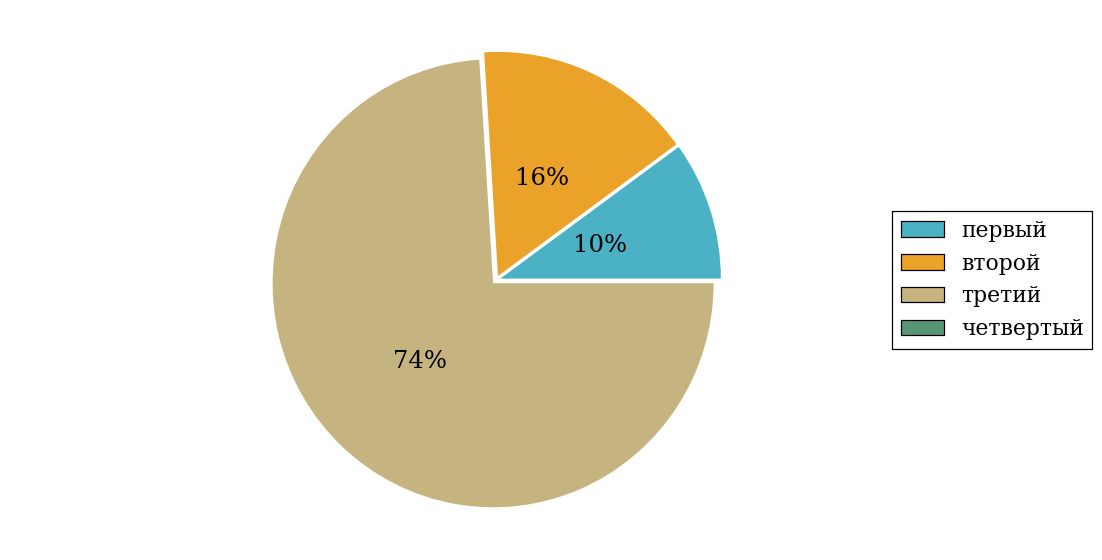 16%
10%
74%
первый
второй
третий
четвертый